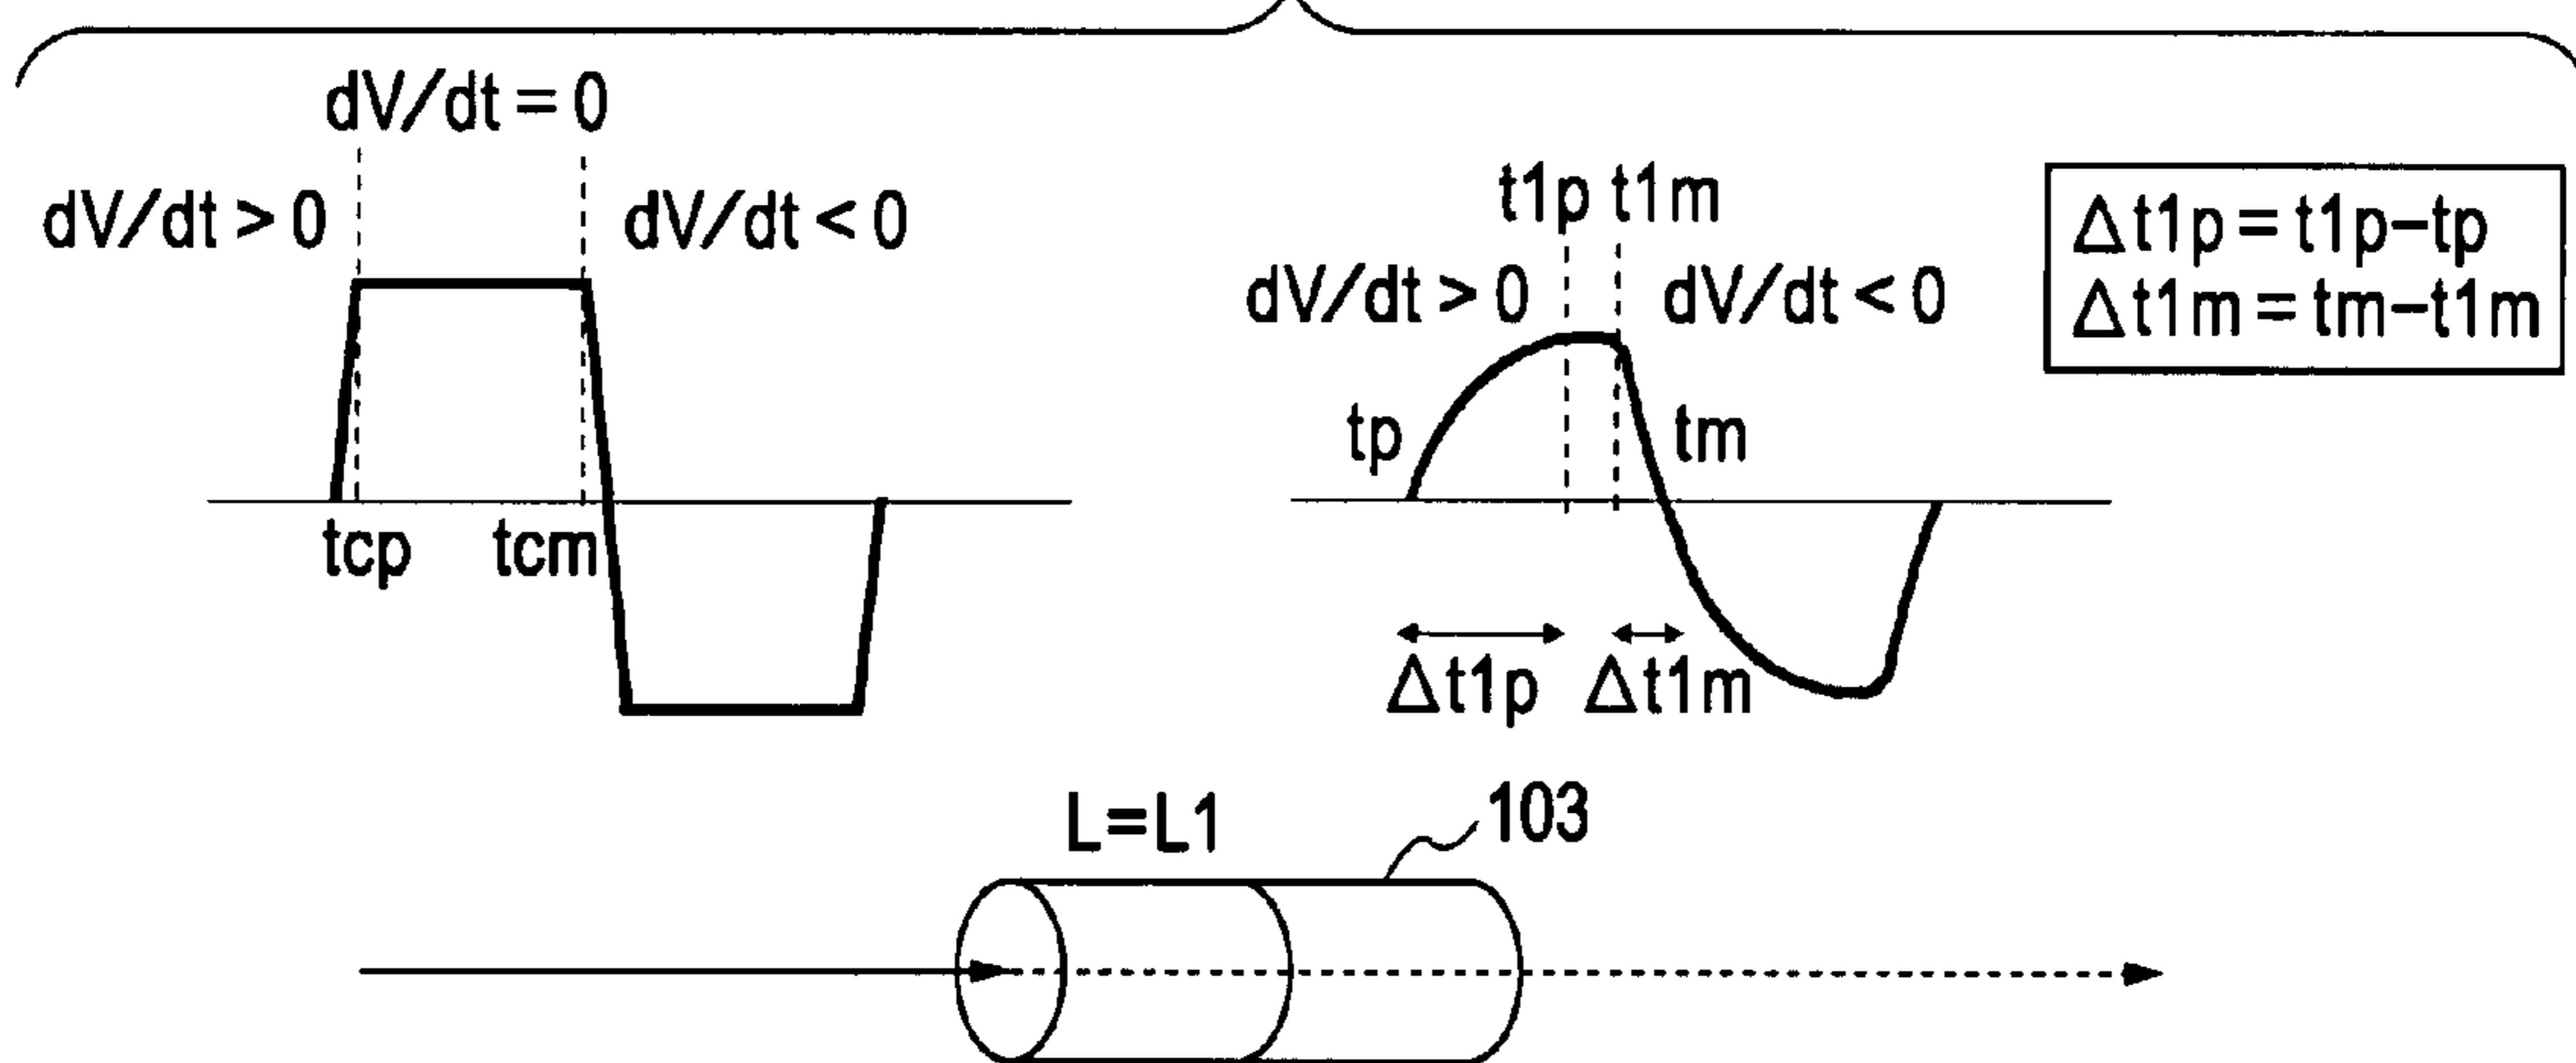 dV/dt = 0
dV/dt > 0
dV/dt < 0
tcp
tcm
t1p t1m
dV/dt > 0
dV/dt < 0
tp
tm
Δt1p
Δt1m
Δt1p = t1p−tp
Δt1m = tm−t1m
L=L1
103